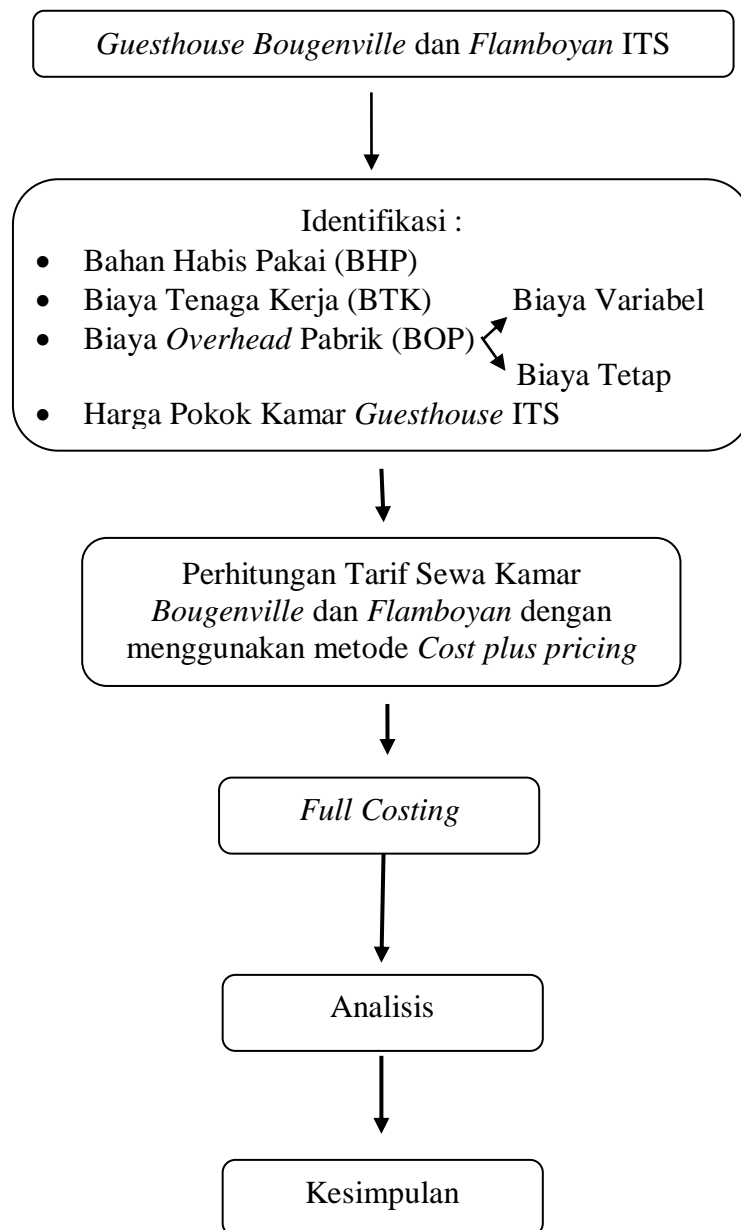 Guesthouse Bougenville dan Flamboyan ITS
Identifikasi :
• Bahan Habis Pakai (BHP)
• Biaya Tenaga Kerja (BTK) Biaya Variabel
• Biaya Overhead Pabrik (BOP)
Biaya Tetap
• Harga Pokok Kamar Guesthouse ITS
Perhitungan Tarif Sewa Kamar
Bougenville dan Flamboyan dengan
menggunakan metode Cost plus pricing
Full Costing
Analisis
Kesimpulan